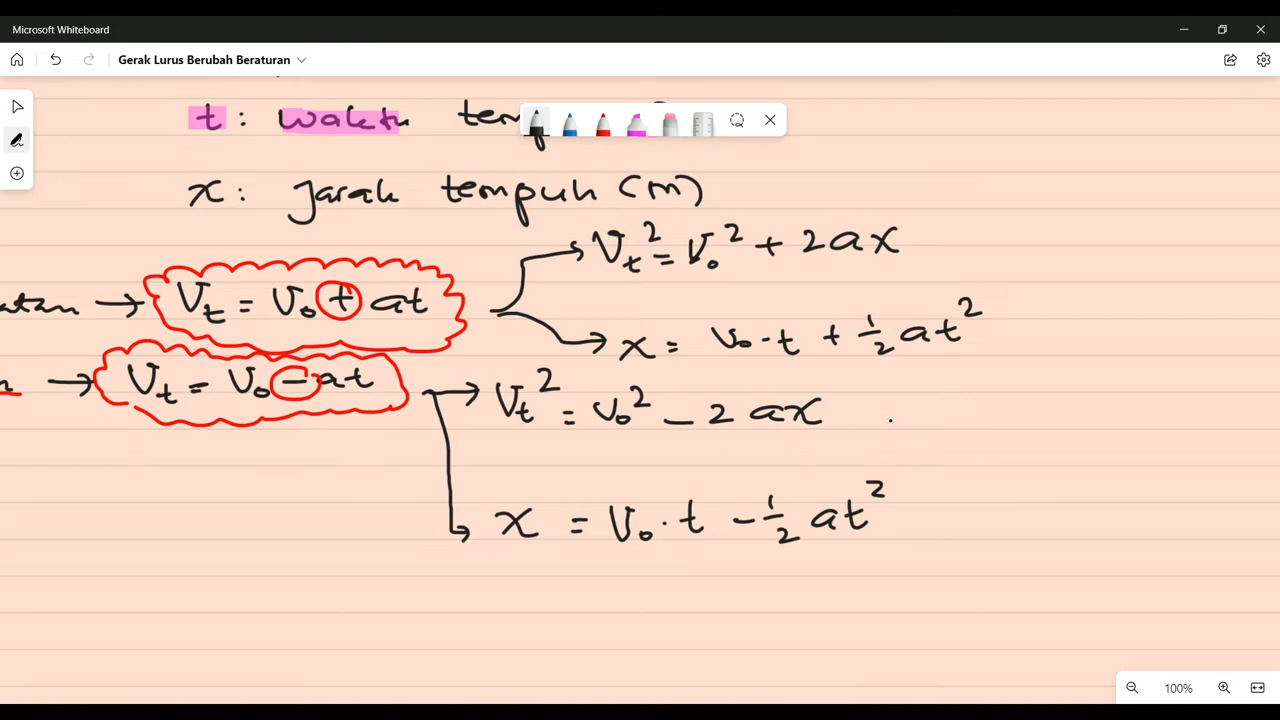 Microsoft Whiteboard
Gerak Lurus Berubah Beraturan
t : waktu
x : jarak tempuh (m)
Vt² = V₀² + 2ax
→ Vt = V₀ + at
x = V₀ · t + ½ at²
→ Vt = V₀ − at
Vt² = V₀² − 2ax
x = V₀ · t − ½ at²
100%